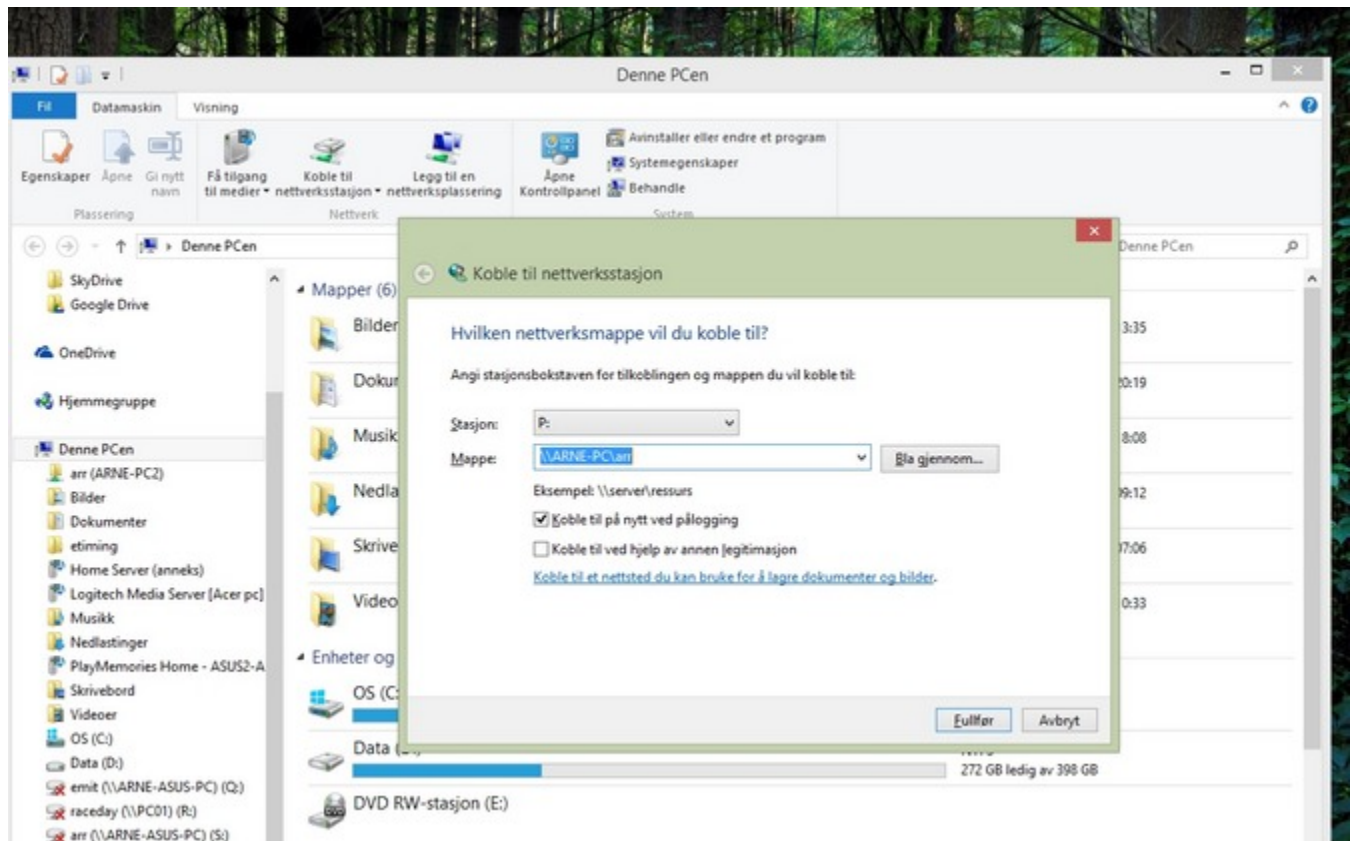 Denne PCen
Fil Datamaskin Visning
Egenskaper Åpne Gi nytt navn
Få tilgang til medier
Koble til nettverksstasjon
Legg til en nettverksplassering
Åpne Kontrollpanel
Avinstaller eller endre et program
Systemegenskaper
Behandle
Plassering Nettverk System
Denne PCen
Denne PCen
SkyDrive
Google Drive
OneDrive
Hjemmegruppe
Denne PCen
arr (ARNE-PC2)
Bilder
Dokumenter
etiming
Home Server (anneks)
Logitech Media Server [Acer pc]
Musikk
Nedlastinger
PlayMemories Home - ASUS2-A
Skrivebord
Videoer
OS (C:)
Data (D:)
emit (\\ARNE-ASUS-PC) (Q:)
raceday (\\PC01) (R:)
arr (\\ARNE-ASUS-PC) (S:)
Mapper (6)
Bilder
3:35
Dokur
20:19
Musik
8:08
Nedla
09:12
Skrive
07:06
Video
0:33
Enheter og
OS (C:
Data (
272 GB ledig av 398 GB
DVD RW-stasjon (E:)
Koble til nettverksstasjon
Hvilken nettverksmappe vil du koble til?
Angi stasjonsbokstaven for tilkoblingen og mappen du vil koble til:
Stasjon: P:
Mappe: \\ARNE-PC\arr Bla gjennom...
Eksempel: \\server\ressurs
Koble til på nytt ved pålogging
Koble til ved hjelp av annen legitimasjon
Koble til et nettsted du kan bruke for å lagre dokumenter og bilder.
Fullfør Avbryt